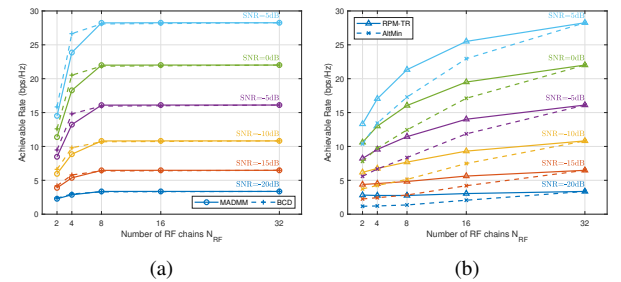 30
25
20
15
10
5
0
Achievable Rate (bps/Hz)
SNR=5dB
SNR=0dB
SNR=-5dB
SNR=-10dB
SNR=-15dB
SNR=-20dB
MADMM
BCD
2 4 8 16 32
Number of RF chains N_RF
(a)
30
25
20
15
10
5
0
Achievable Rate (bps/Hz)
RPM-TR
AltMin
SNR=5dB
SNR=0dB
SNR=-5dB
SNR=-10dB
SNR=-15dB
SNR=-20dB
2 4 8 16 32
Number of RF chains N_RF
(b)